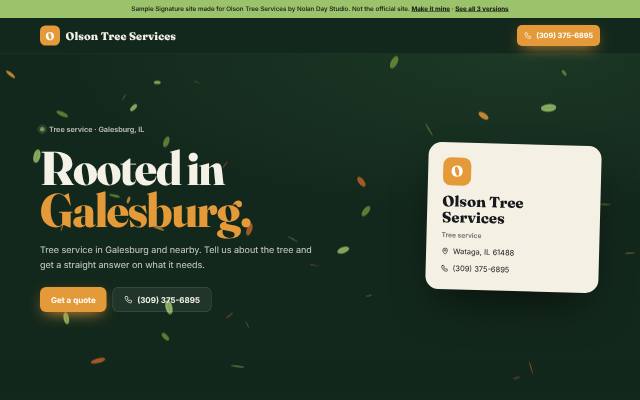 Sample Signature site made for Olson Tree Services by Nolan Day Studio. Not the official site. Make it mine · See all 3 versions
O Olson Tree Services
(309) 375-6895
Tree service · Galesburg, IL
Rooted in
Galesburg.
Tree service in Galesburg and nearby. Tell us about the tree and
get a straight answer on what it needs.
Get a quote
(309) 375-6895
O
Olson Tree
Services
Tree service
Wataga, IL 61488
(309) 375-6895